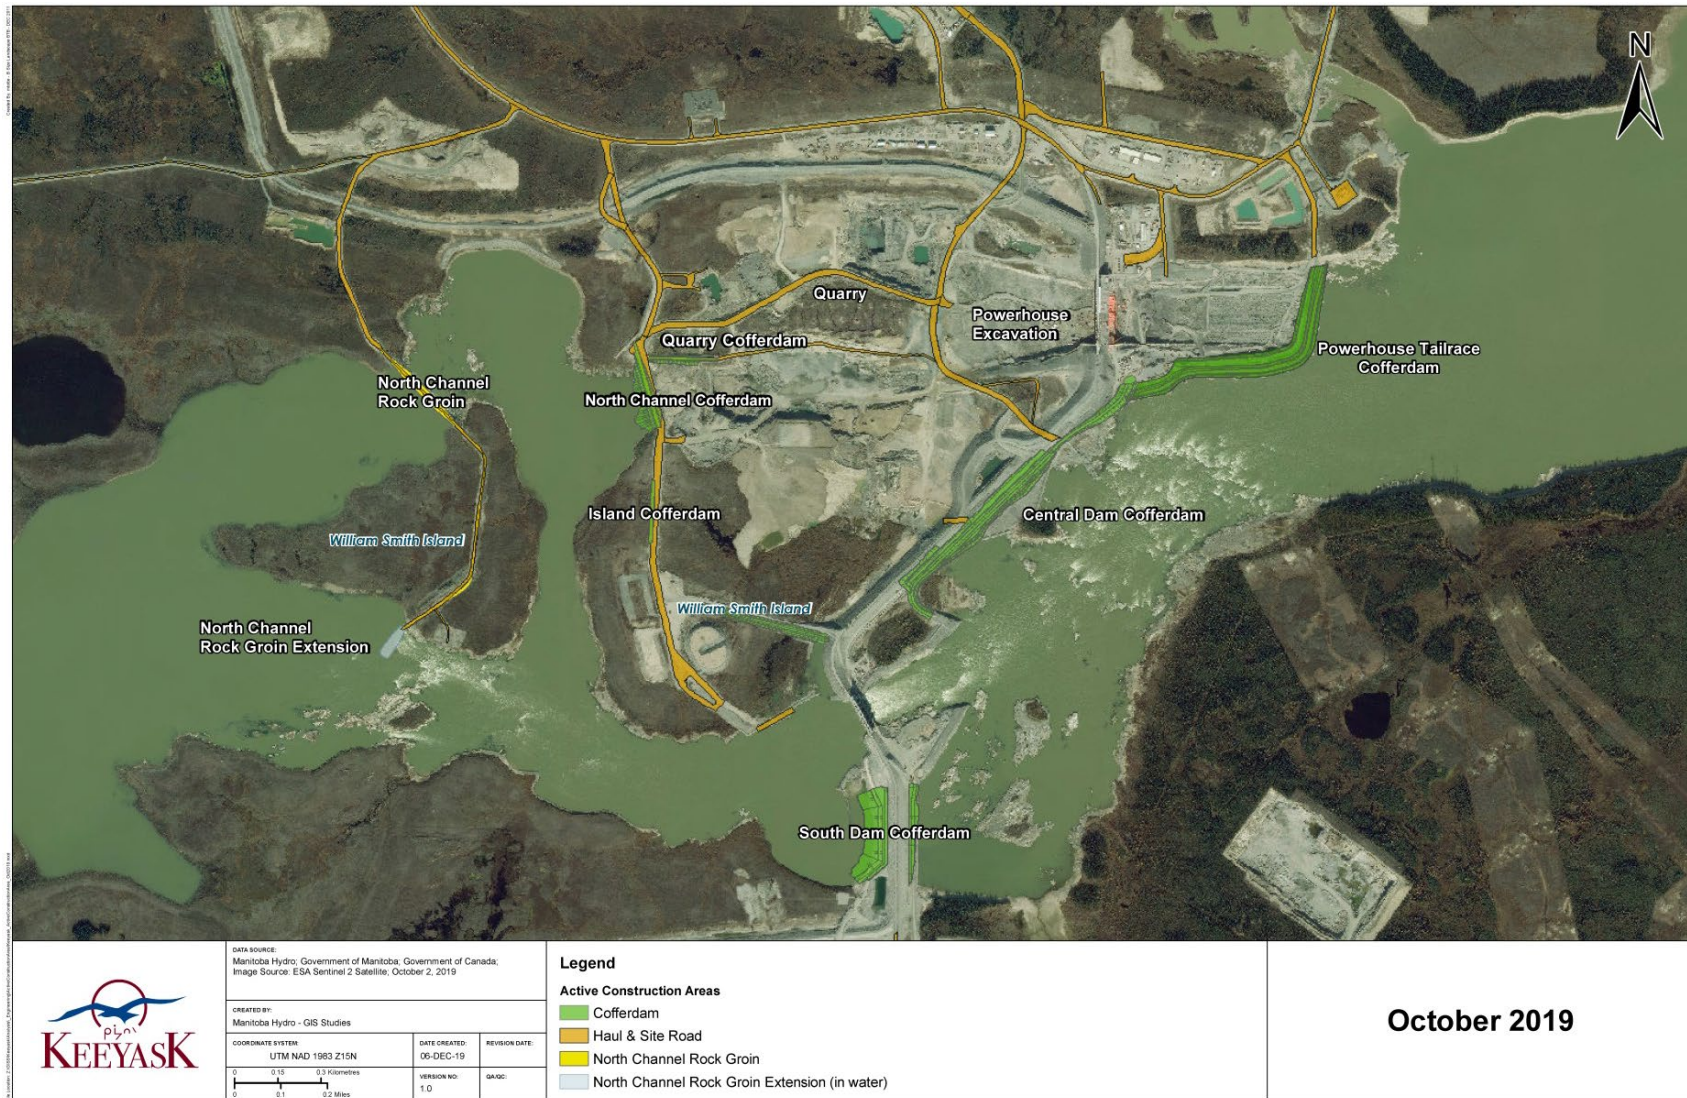 N
Quarry
Powerhouse
Excavation
Quarry Cofferdam
Powerhouse Tailrace
Cofferdam
North Channel
Rock Groin
North Channel Cofferdam
Island Cofferdam
Central Dam Cofferdam
William Smith Island
William Smith Island
North Channel
Rock Groin Extension
South Dam Cofferdam
KEEYASK
DATA SOURCE:
Manitoba Hydro; Government of Manitoba; Government of Canada;
Image Source: ESA Sentinel 2 Satellite; October 2, 2019
CREATED BY:
Manitoba Hydro - GIS Studies
COORDINATE SYSTEM:
UTM NAD 1983 Z15N
DATE CREATED:
06-DEC-19
REVISION DATE:
0 0.15 0.3 Kilometres
0 0.1 0.2 Miles
VERSION NO:
1.0
QA/QC:
Legend
Active Construction Areas
Cofferdam
Haul & Site Road
North Channel Rock Groin
North Channel Rock Groin Extension (in water)
October 2019